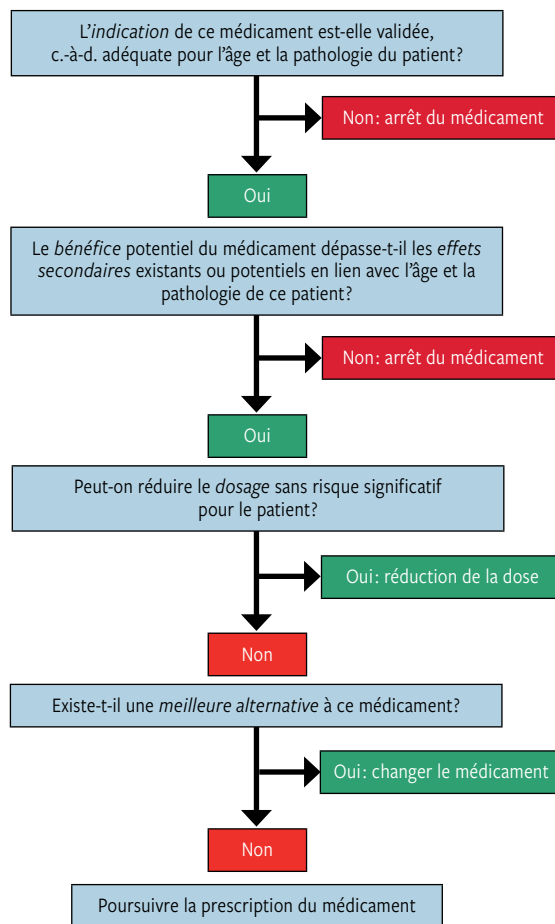 L'indication de ce médicament est-elle validée,
c.-à-d. adéquate pour l'âge et la pathologie du patient?
Non: arrêt du médicament
Oui
Le bénéfice potentiel du médicament dépasse-t-il les effets
secondaires existants ou potentiels en lien avec l'âge et la
pathologie de ce patient?
Non: arrêt du médicament
Oui
Peut-on réduire le dosage sans risque significatif
pour le patient?
Oui: réduction de la dose
Non
Existe-t-il une meilleure alternative à ce médicament?
Oui: changer le médicament
Non
Poursuivre la prescription du médicament